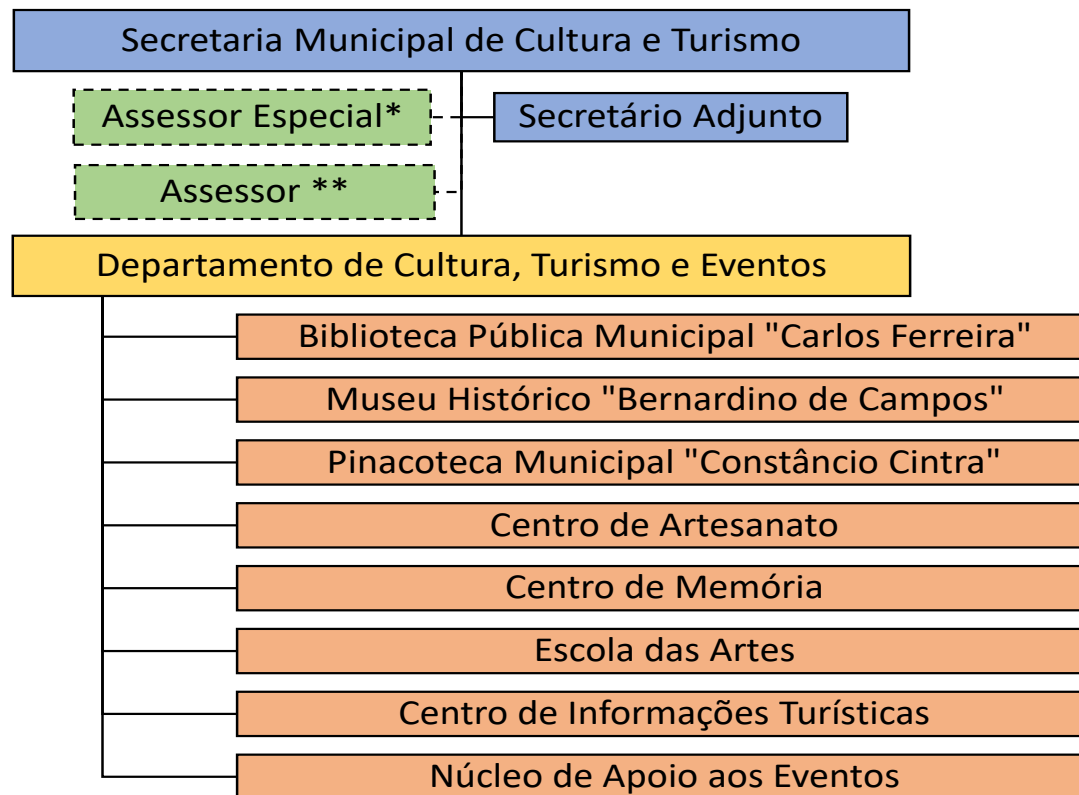 Secretaria Municipal de Cultura e Turismo
Assessor Especial*
Secretário Adjunto
Assessor **
Departamento de Cultura, Turismo e Eventos
Biblioteca Pública Municipal "Carlos Ferreira"
Museu Histórico "Bernardino de Campos"
Pinacoteca Municipal "Constâncio Cintra"
Centro de Artesanato
Centro de Memória
Escola das Artes
Centro de Informações Turísticas
Núcleo de Apoio aos Eventos